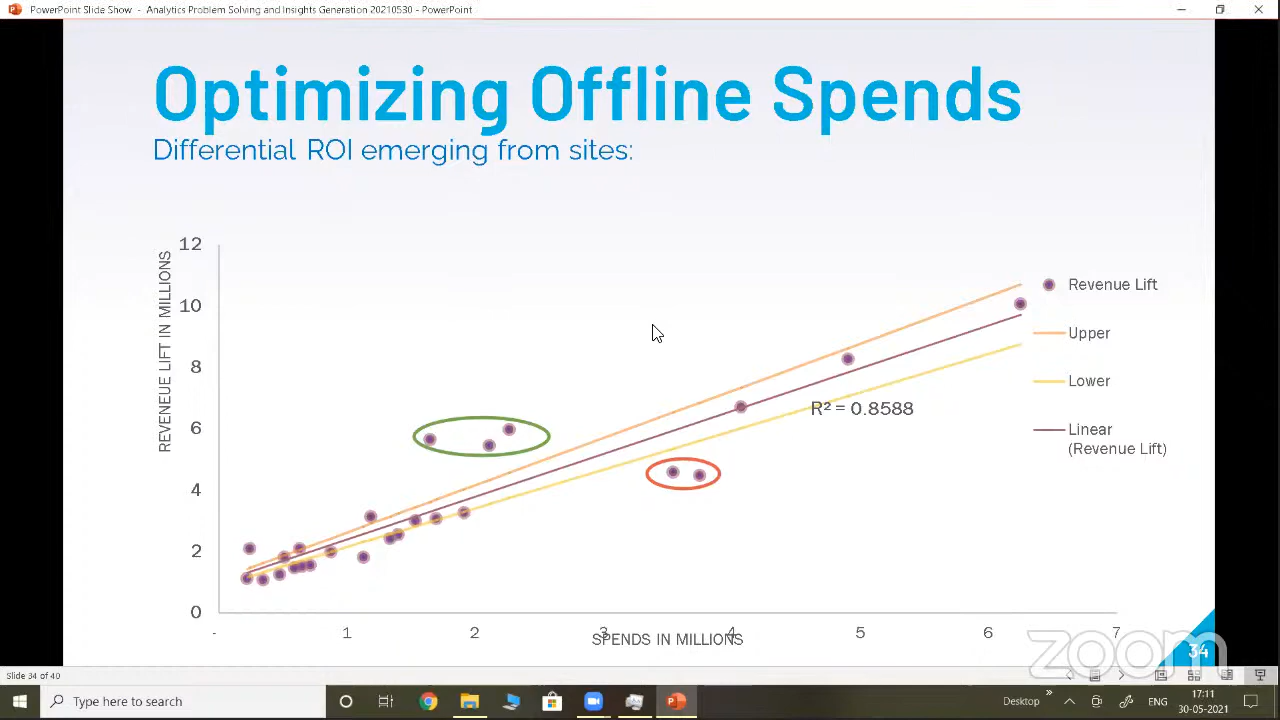 PowerPoint Slide Show - Analytics Problem Solving and Insights Generation 20210530 - PowerPoint
Optimizing Offline Spends
Differential ROI emerging from sites:
REVENEUE LIFT IN MILLIONS
12
10
8
6
4
2
0
R² = 0.8588
Revenue Lift
Upper
Lower
Linear
(Revenue Lift)
- 1 2 3 4 5 6 7
SPENDS IN MILLIONS
zoom
34
Slide 34 of 40
Type here to search
Desktop
ENG
17:11
30-05-2021